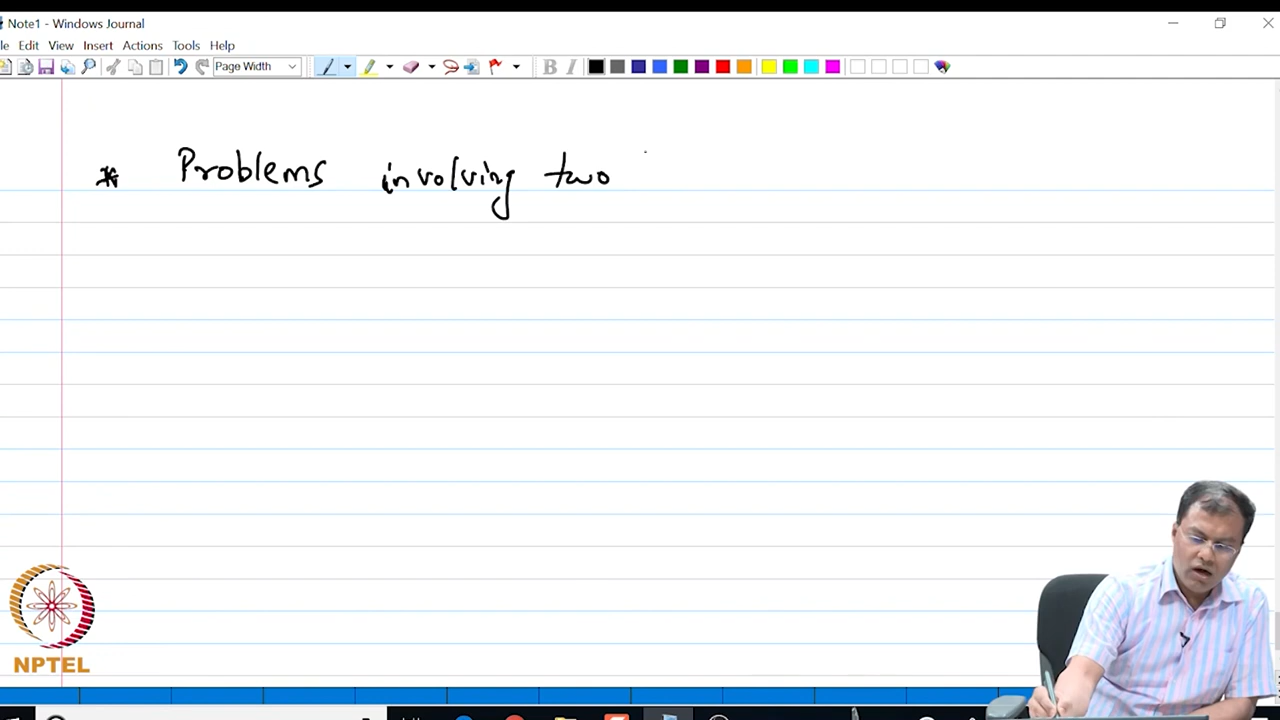 Note1 - Windows Journal
le Edit View Insert Actions Tools Help
Page Width
B I
* Problems involving two
NPTEL